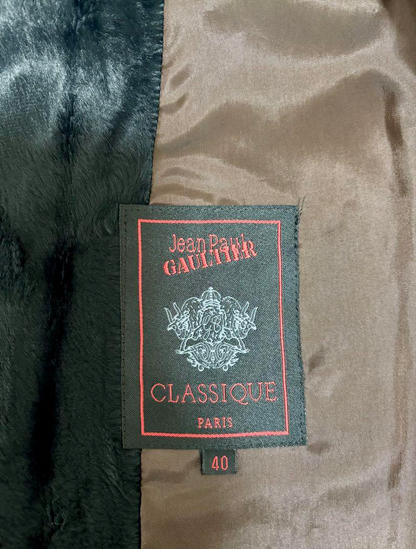 Jean Paul
GAULTIER
CLASSIQUE
PARIS
40